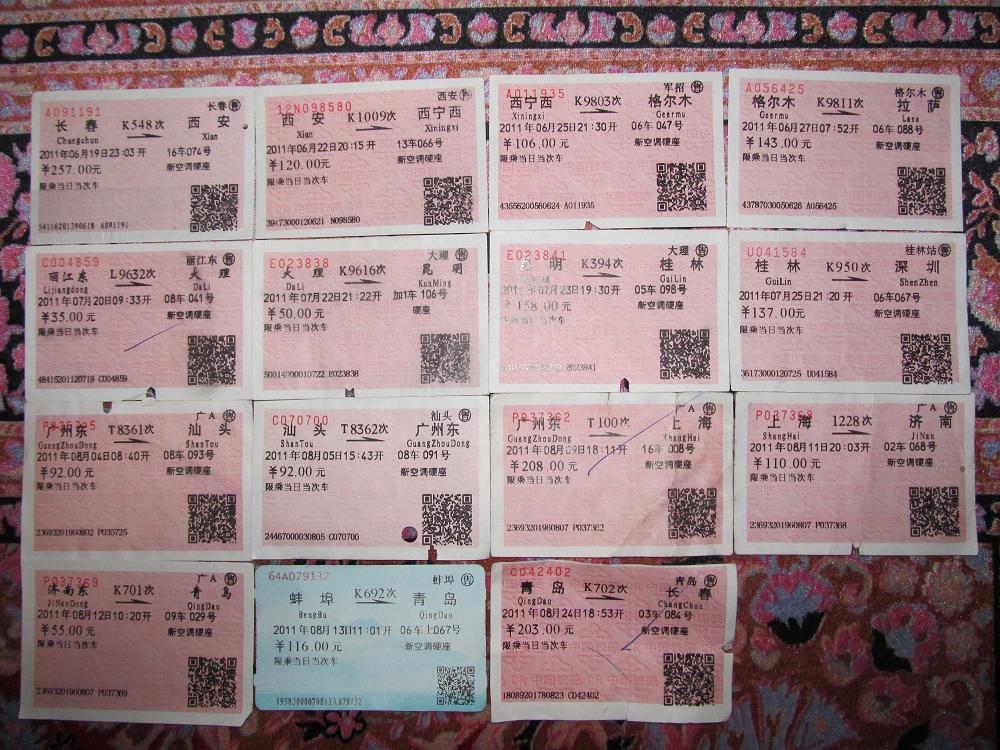 A091191 长春 售
长春 K548次 西安
Changchun Xian
2011年06月19日23:03开 16车074号
￥257.00元 新空调硬座
限乘当日当次车
54116201390618 A091191
12N098580 西安 售
西安 K1009次 西宁西
Xian Xiningxi
2011年06月22日20:15开 13车066号
￥120.00元 新空调硬座
限乘当日当次车
39473000120621 N098580
A011935 军招 售
西宁西 K9803次 格尔木
Xiningxi Geermu
2011年06月25日21:30开 06车047号
￥106.00元 新空调硬座
限乘当日当次车
43556200560624 A011935
A056425 格尔木 售
格尔木 K9811次 拉萨
Geermu Lasa
2011年06月27日07:52开 06车088号
￥143.00元 新空调硬座
限乘当日当次车
43787030050626 A056425
C004859 丽江东 售
丽江东 L9632次 大理
Lijiangdong DaLi
2011年07月20日09:33开 08车041号
￥35.00元 新空调硬座
限乘当日当次车
48415201120719 C004859
E023838 大理 售
大理 K9616次 昆明
DaLi KunMing
2011年07月22日21:22开 加1车106号
￥50.00元 硬座
限乘当日当次车
50014000010722 E023838
E023841 大理 售
昆明 K394次 桂林
GuiLin
2011年07月23日19:30开 05车098号
￥158.00元 新空调硬座
限乘当日当次车
E023841
U041584 桂林站 售
桂林 K950次 深圳
GuiLin ShenZhen
2011年07月25日21:20开 06车067号
￥137.00元 新空调硬座
限乘当日当次车
36173000120725 U041584
P035725 广A 售
广州东 T8361次 汕头
GuangZhouDong ShanTou
2011年08月04日08:40开 08车093号
￥92.00元 新空调硬座
限乘当日当次车
23693201960802 P035725
C070700 汕头 售
汕头 T8362次 广州东
ShanTou GuangZhouDong
2011年08月05日15:43开 08车091号
￥92.00元 新空调硬座
限乘当日当次车
24467000030805 C070700
P037362 广A 售
广州东 T100次 上海
GuangZhouDong ShangHai
2011年08月09日18:11开 16车008号
￥208.00元 新空调硬座
限乘当日当次车
23693201960807 P037362
P037368 广A 售
上海 1228次 济南
ShangHai JiNan
2011年08月11日20:03开 02车068号
￥110.00元 新空调硬座
限乘当日当次车
23693201960807 P037368
P037369 广A 售
济南东 K701次 青岛
JiNanDong QingDao
2011年08月12日10:20开 09车029号
￥55.00元 新空调硬座
限乘当日当次车
23693201960807 P037369
64A079132 蚌埠 售
蚌埠 K692次 青岛
BengBu QingDao
2011年08月13日11:01开 06车上067号
￥116.00元 新空调硬座
限乘当日当次车
19583000070813A079132
C042402 青岛 售
青岛 K702次 长春
QingDao ChangChun
2011年08月24日18:53开 03车084号
￥203.00元 新空调硬座
限乘当日当次车
18089201780823 C042402